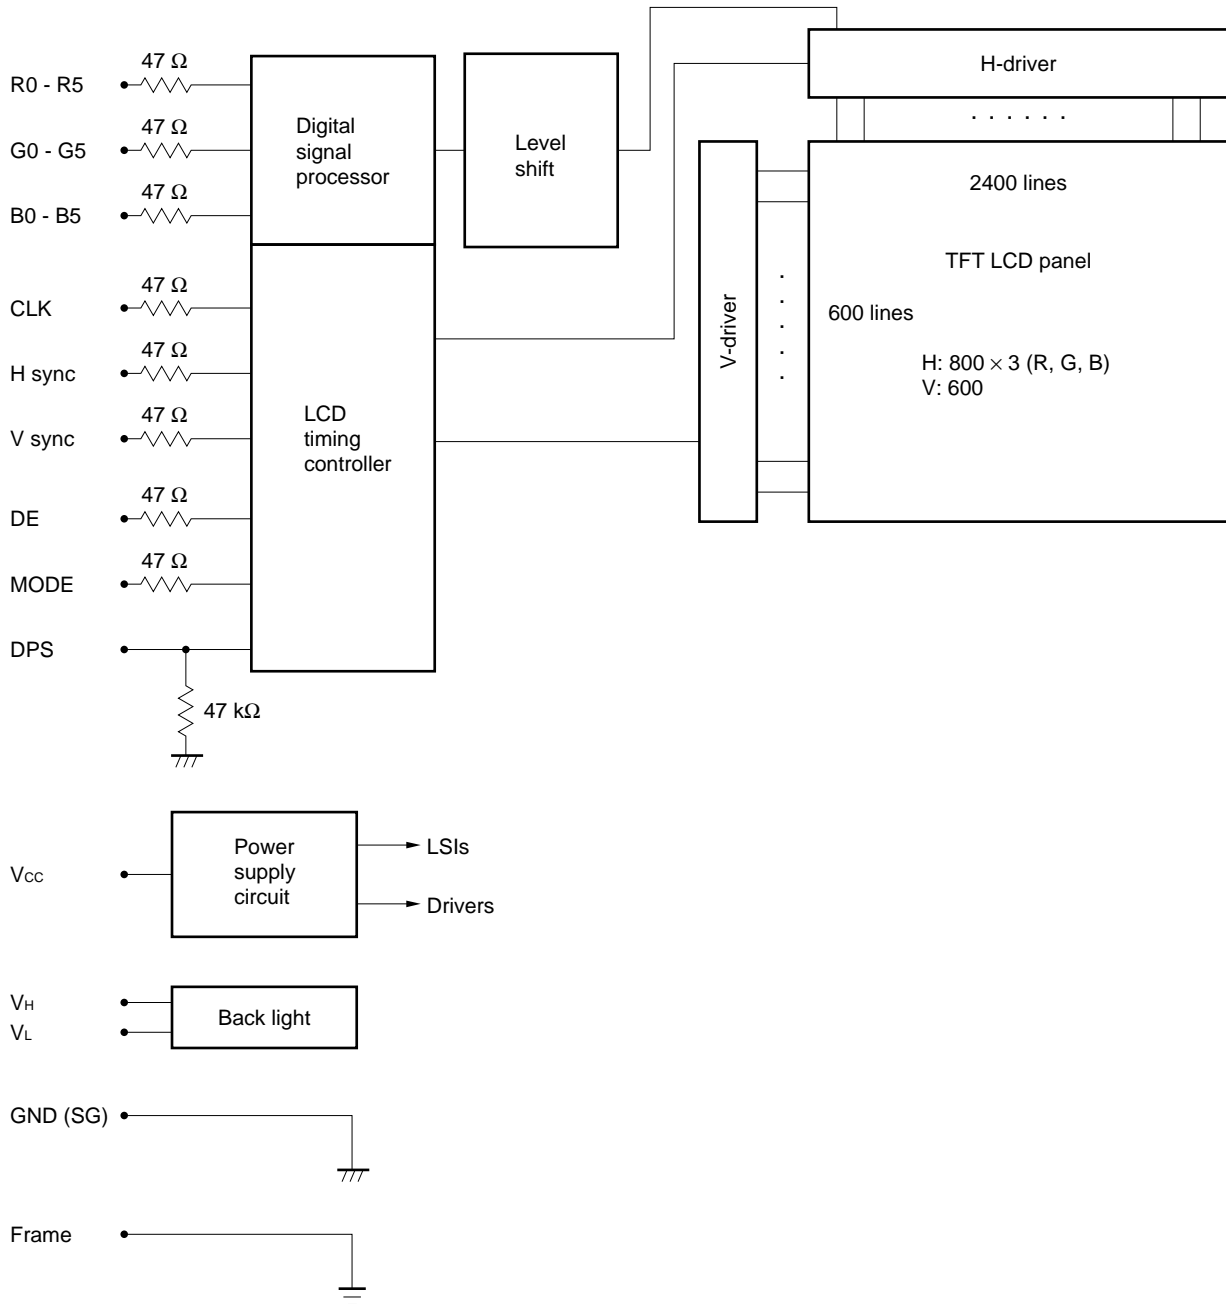 47 Ω
R0 - R5
47 Ω
G0 - G5
47 Ω
B0 - B5
47 Ω
CLK
47 Ω
H sync
47 Ω
V sync
47 Ω
DE
47 Ω
MODE
DPS
47 kΩ
Digital
signal
processor
LCD
timing
controller
Level
shift
H-driver
V-driver
2400 lines
TFT LCD panel
600 lines
H: 800 × 3 (R, G, B)
V: 600
VCC
Power
supply
circuit
LSIs
Drivers
VH
VL
Back light
GND (SG)
Frame